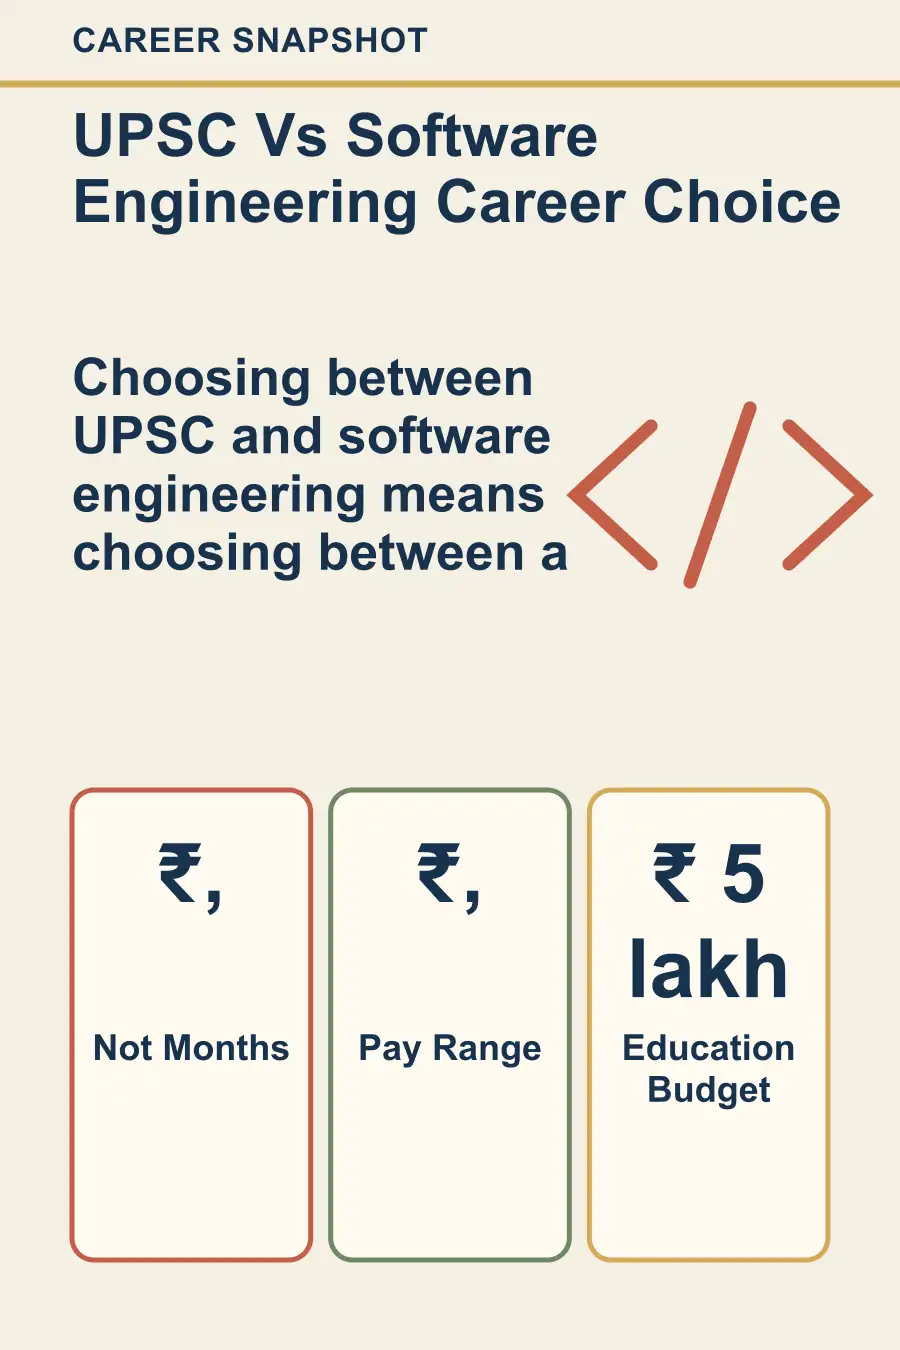 CAREER SNAPSHOT
UPSC Vs Software
Engineering Career Choice
Choosing between
UPSC and software
engineering means
choosing between a
</>
₹,
Not Months
₹,
Pay Range
₹ 5
lakh
Education
Budget